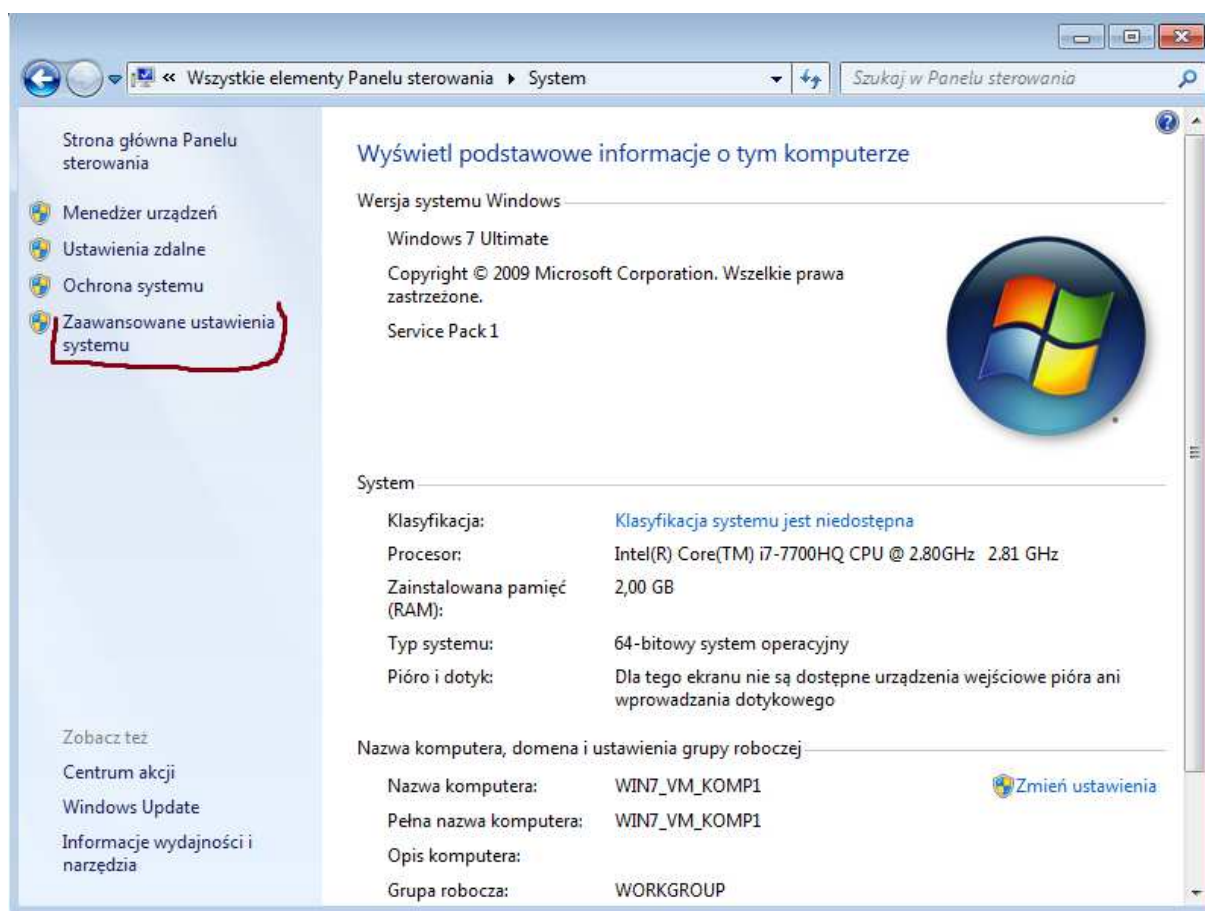 « Wszystkie elementy Panelu sterowania ▸ System
Szukaj w Panelu sterowania
Strona główna Panelu
sterowania
Menedżer urządzeń
Ustawienia zdalne
Ochrona systemu
Zaawansowane ustawienia
systemu
Wyświetl podstawowe informacje o tym komputerze
Wersja systemu Windows
Windows 7 Ultimate
Copyright © 2009 Microsoft Corporation. Wszelkie prawa
zastrzeżone.
Service Pack 1
System
Klasyfikacja: Klasyfikacja systemu jest niedostępna
Procesor: Intel(R) Core(TM) i7-7700HQ CPU @ 2.80GHz 2.81 GHz
Zainstalowana pamięć 2,00 GB
(RAM):
Typ systemu: 64-bitowy system operacyjny
Pióro i dotyk: Dla tego ekranu nie są dostępne urządzenia wejściowe pióra ani
wprowadzania dotykowego
Nazwa komputera, domena i ustawienia grupy roboczej
Nazwa komputera: WIN7_VM_KOMP1 Zmień ustawienia
Pełna nazwa komputera: WIN7_VM_KOMP1
Opis komputera:
Grupa robocza: WORKGROUP
Zobacz też
Centrum akcji
Windows Update
Informacje wydajności i
narzędzia